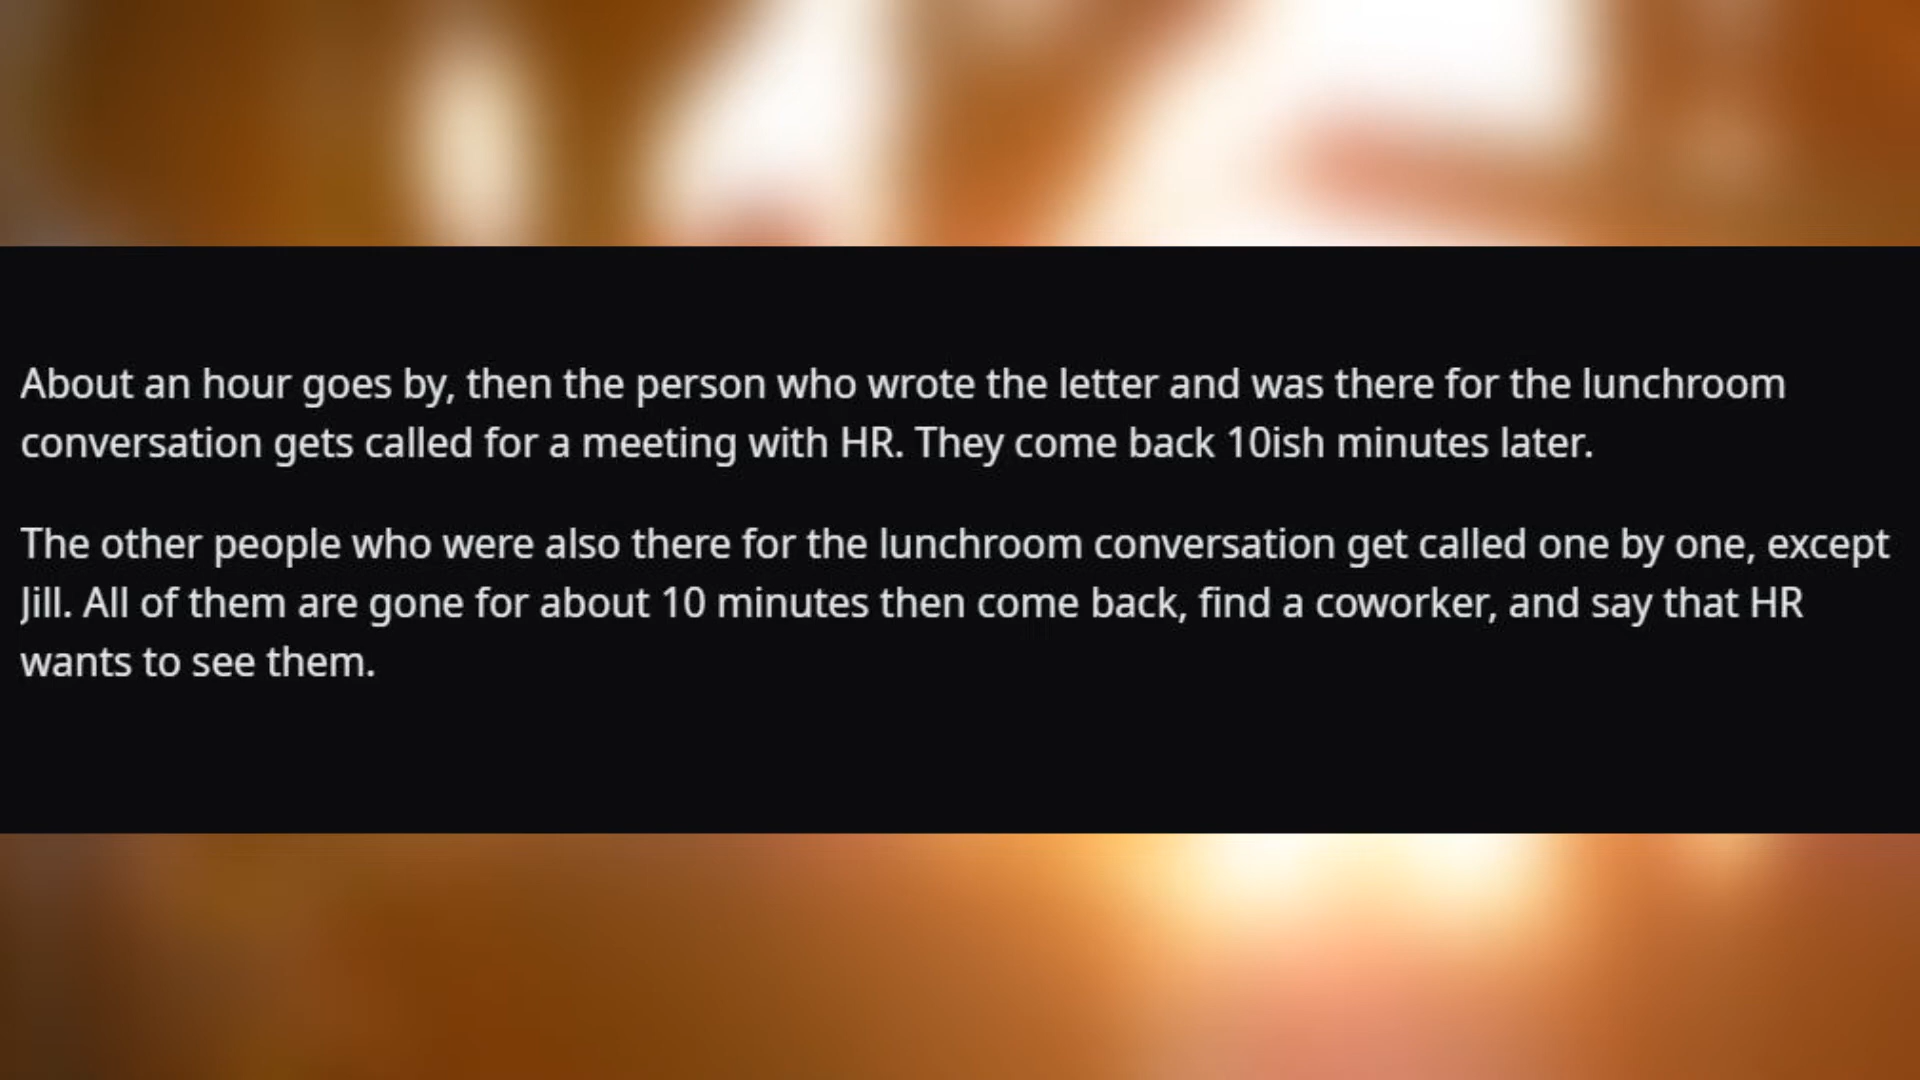 About an hour goes by, then the person who wrote the letter and was there for the lunchroom
conversation gets called for a meeting with HR. They come back 10ish minutes later.
The other people who were also there for the lunchroom conversation get called one by one, except
Jill. All of them are gone for about 10 minutes then come back, find a coworker, and say that HR
wants to see them.